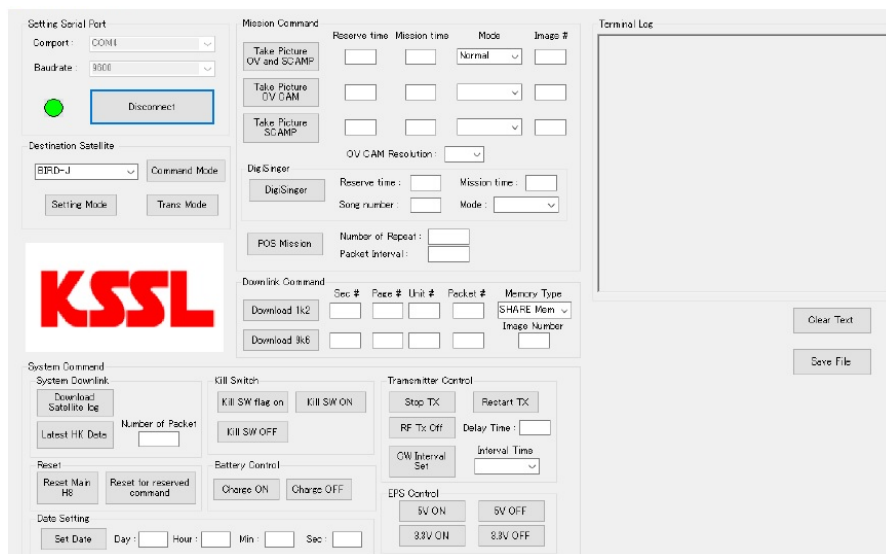 Setting Serial Port
Comport : COM4
Baudrate : 9600
Disconnect
Destination Satellite
BIRD-J
Command Mode
Setting Mode
Trans Mode
KSSL
Mission Command
Reserve time Mission time Mode Image #
Take Picture
OV and SCAMP
Normal
Take Picture
OV CAM
Take Picture
SCAMP
OV CAM Resolution :
DigiSinger
DigiSinger
Reserve time : Mission time :
Song number : Mode :
POS Mission
Number of Repeat :
Packet Interval :
Downlink Command
Sec # Page # Unit # Packet # Memory Type
Download 1k2
SHARE Mem
Image Number
Download 9k6
Terminal Log
Clear Text
Save File
System Command
System Downlink
Download
Satellite log
Latest HK Data
Number of Packet
Kill Switch
Kill SW flag on
Kill SW ON
Kill SW OFF
Transmitter Control
Stop TX
Restart TX
RF Tx Off
Delay Time :
CW Interval
Set
Interval Time
Reset
Reset Main
H8
Reset for reserved
command
Battery Control
Charge ON
Charge OFF
EPS Control
5V ON
5V OFF
3.3V ON
3.3V OFF
Date Setting
Set Date
Day : Hour : Min : Sec :